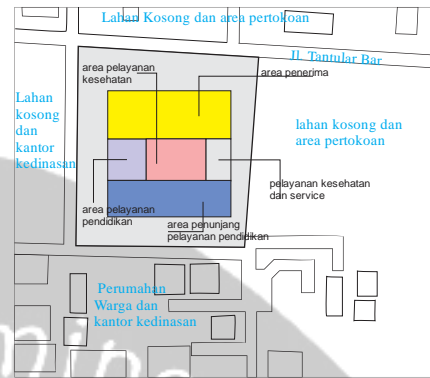 Lahan Kosong dan area pertokoan
Jl. Tantular Bar
area pelayanan
kesehatan
area penerima
Lahan
kosong
dan
kantor
kedinasan
lahan kosong dan
area pertokoan
pelayanan kesehatan
dan service
area pelayanan
pendidikan
area penunjang
pelayanan pendidikan
Perumahan
Warga dan
kantor kedinasan